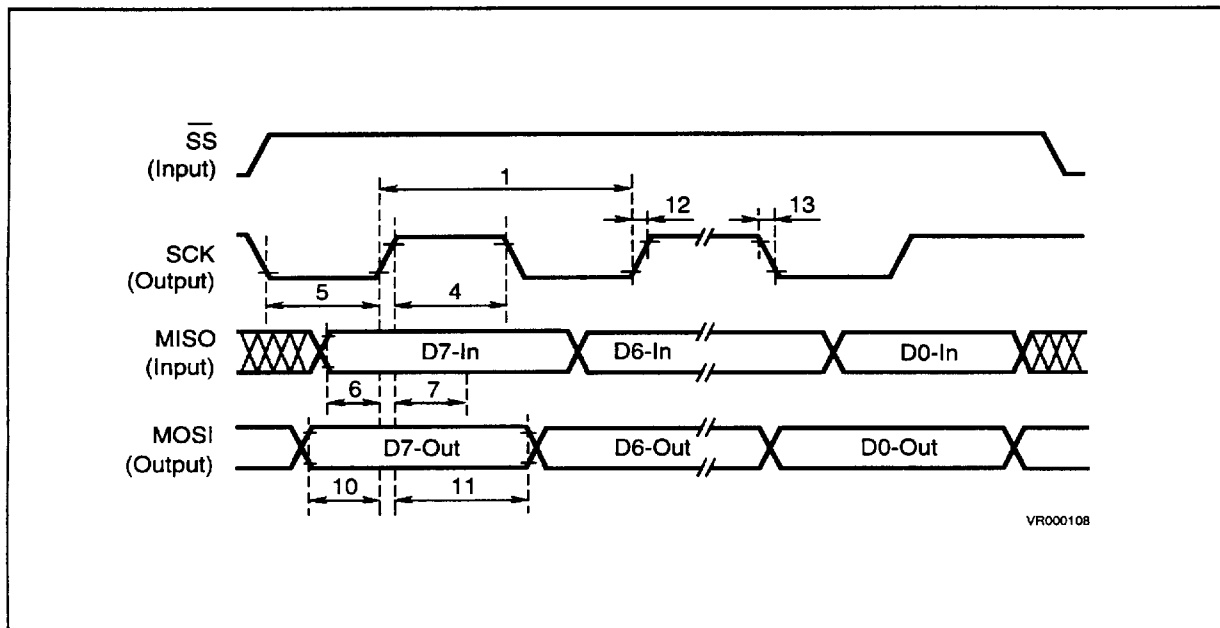 S̅S̅
(Input)
1
12
13
SCK
(Output)
5
4
MISO
(Input)
D7-In
D6-In
D0-In
6
7
MOSI
(Output)
D7-Out
D6-Out
D0-Out
10
11
VR000108